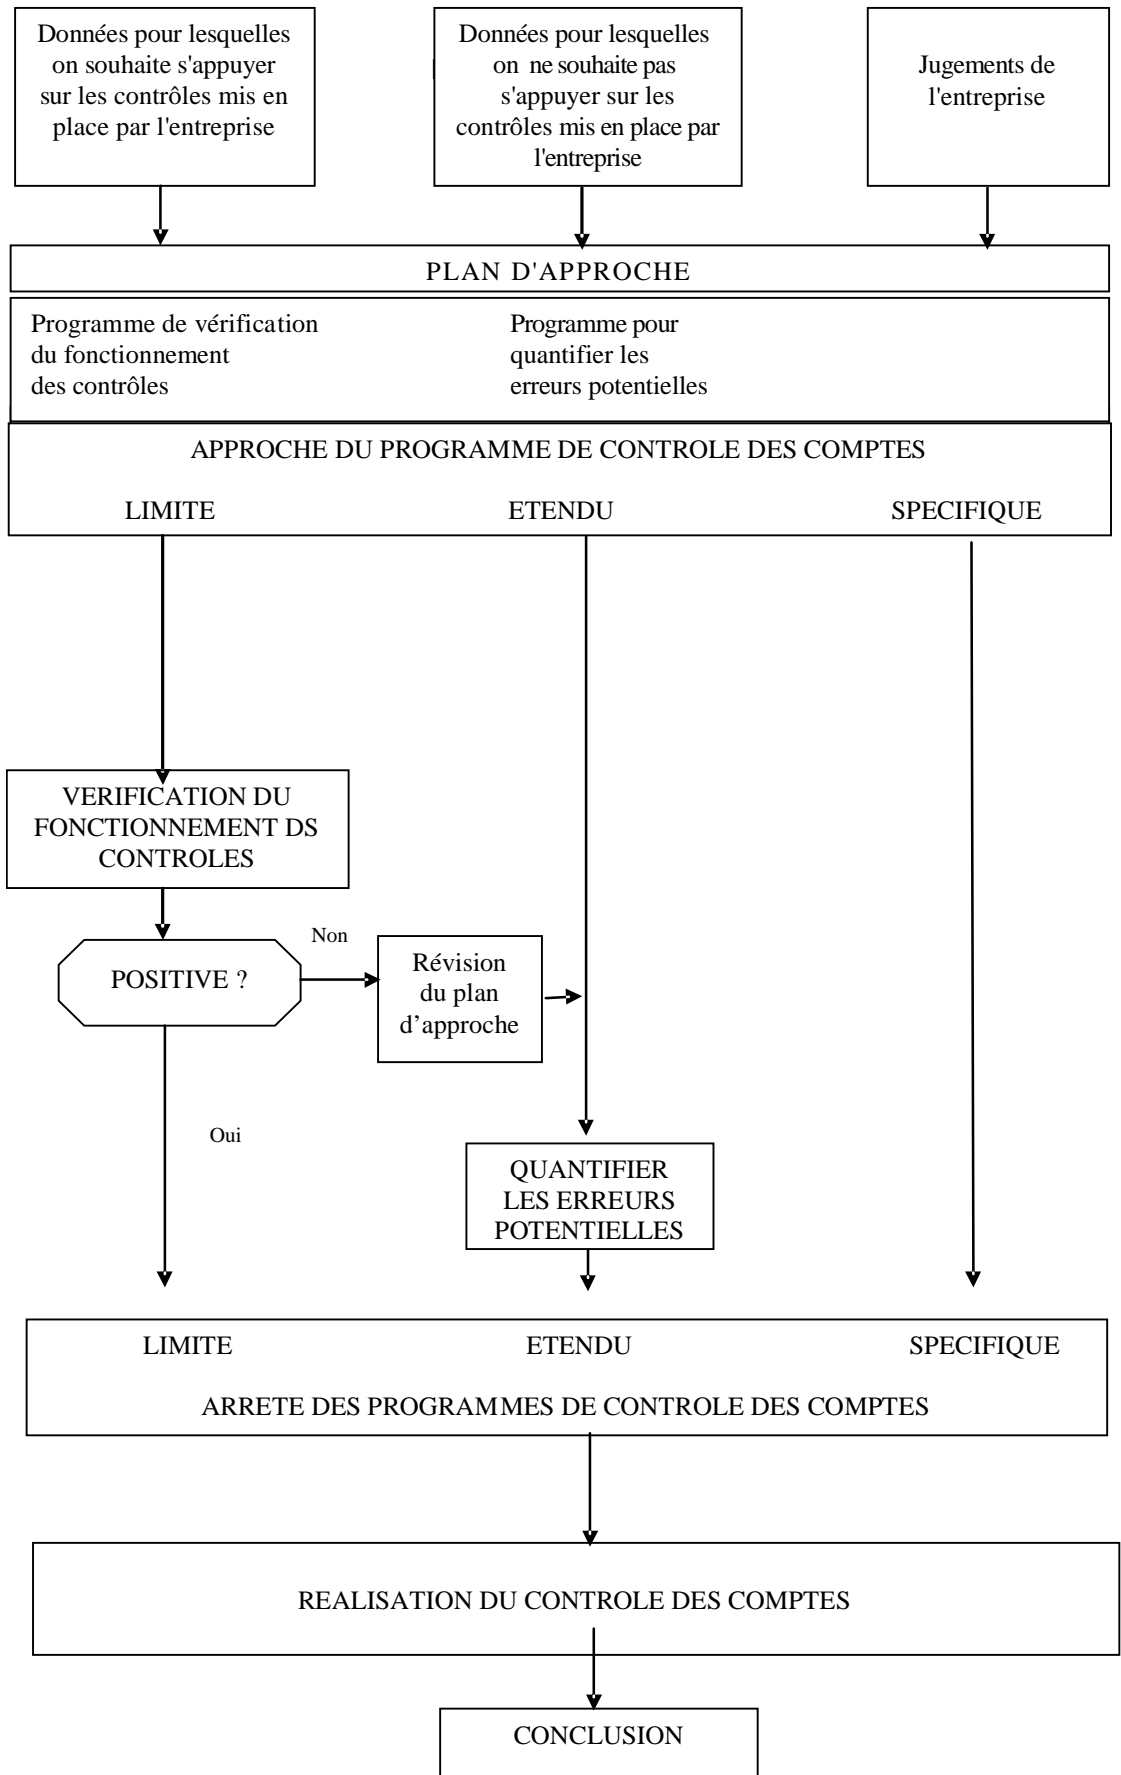 Données pour lesquelles
on souhaite s'appuyer
sur les contrôles mis en
place par l'entreprise
Données pour lesquelles
on ne souhaite pas
s'appuyer sur les
contrôles mis en place par
l'entreprise
Jugements de
l'entreprise
PLAN D'APPROCHE
Programme de vérification
du fonctionnement
des contrôles
Programme pour
quantifier les
erreurs potentielles
APPROCHE DU PROGRAMME DE CONTROLE DES COMPTES
LIMITE ETENDU SPECIFIQUE
VERIFICATION DU
FONCTIONNEMENT DS
CONTROLES
POSITIVE ?
Non
Révision
du plan
d’approche
Oui
QUANTIFIER
LES ERREURS
POTENTIELLES
LIMITE ETENDU SPECIFIQUE
ARRETE DES PROGRAMMES DE CONTROLE DES COMPTES
REALISATION DU CONTROLE DES COMPTES
CONCLUSION